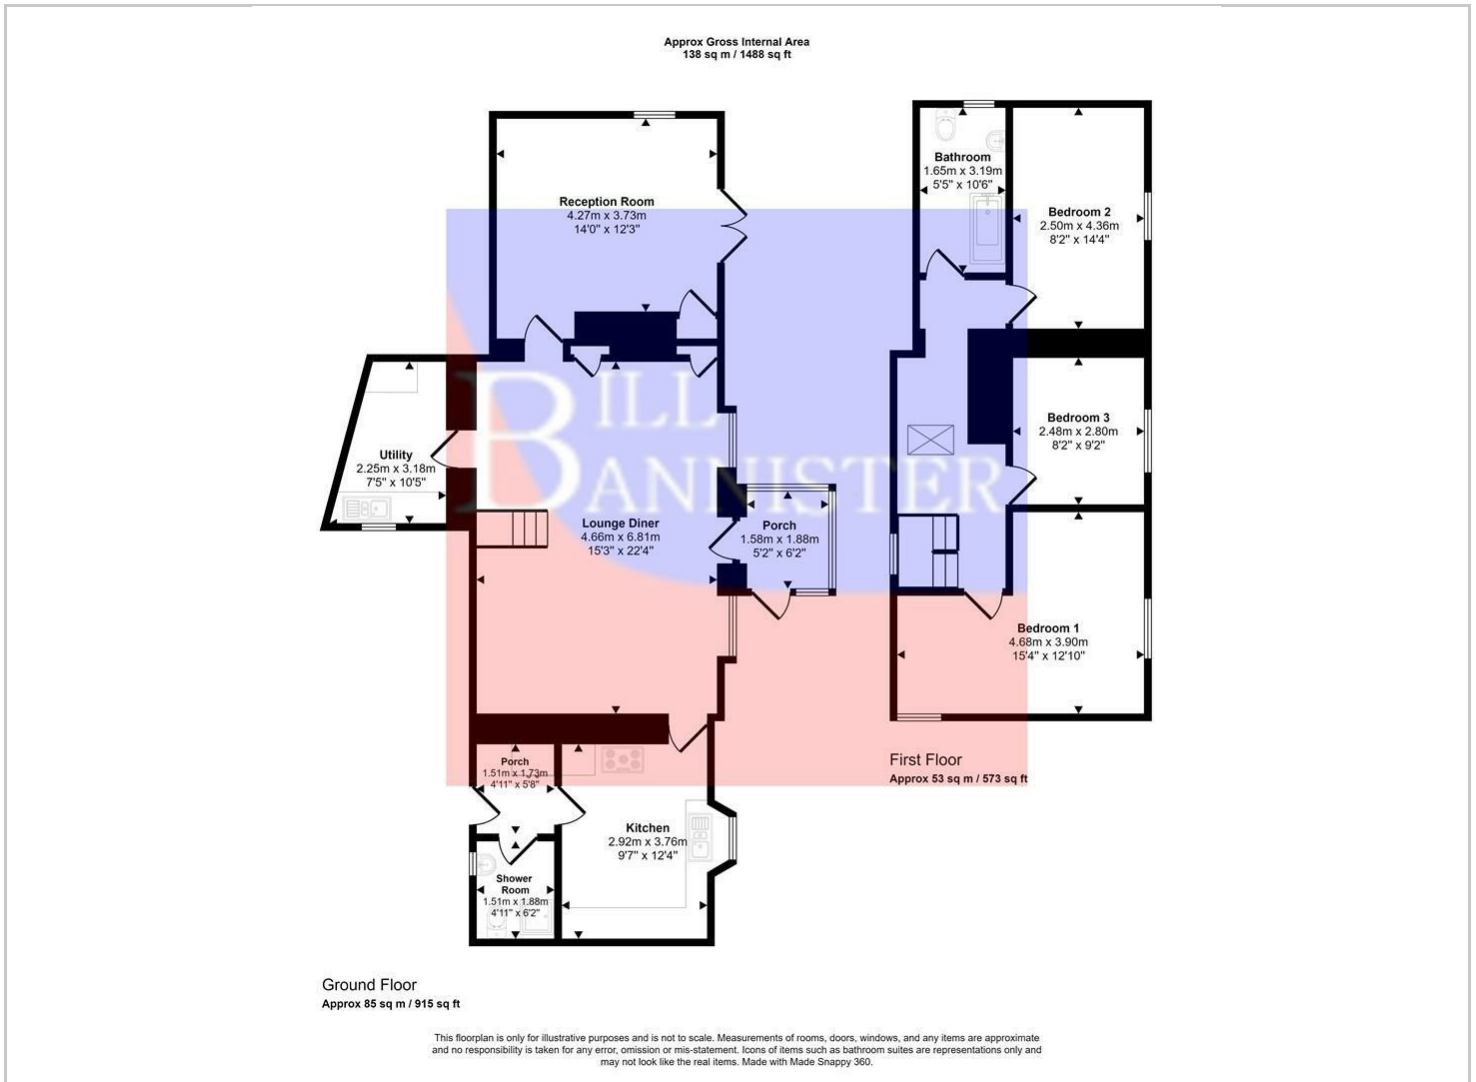 Approx Gross Internal Area
138 sq m / 1488 sq ft
Reception Room
4.27m x 3.73m
14'0" x 12'3"
Bathroom
1.65m x 3.19m
5'5" x 10'6"
Bedroom 2
2.50m x 4.36m
8'2" x 14'4"
BILL
BANNISTER
Utility
2.25m x 3.18m
7'5" x 10'5"
Bedroom 3
2.48m x 2.80m
8'2" x 9'2"
Lounge Diner
4.66m x 6.81m
15'3" x 22'4"
Porch
1.58m x 1.88m
5'2" x 6'2"
Bedroom 1
4.68m x 3.90m
15'4" x 12'10"
Porch
1.51m x 1.73m
4'11" x 5'8"
Kitchen
2.92m x 3.76m
9'7" x 12'4"
Shower
Room
1.51m x 1.88m
4'11" x 6'2"
First Floor
Approx 53 sq m / 573 sq ft
Ground Floor
Approx 85 sq m / 915 sq ft
This floorplan is only for illustrative purposes and is not to scale. Measurements of rooms, doors, windows, and any items are approximate
and no responsibility is taken for any error, omission or mis-statement. Icons of items such as bathroom suites are representations only and
may not look like the real items. Made with Made Snappy 360.